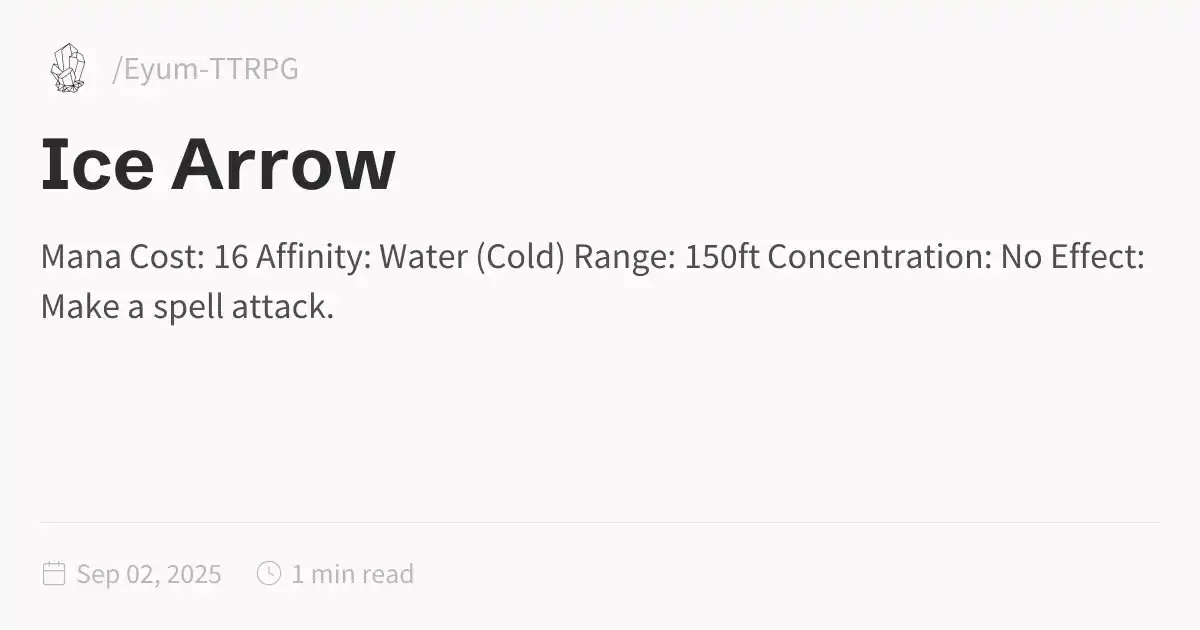 /Eyum-TTRPG
Ice Arrow
Mana Cost: 16 Affinity: Water (Cold) Range: 150ft Concentration: No Effect:
Make a spell attack.
Sep 02, 2025 1 min read